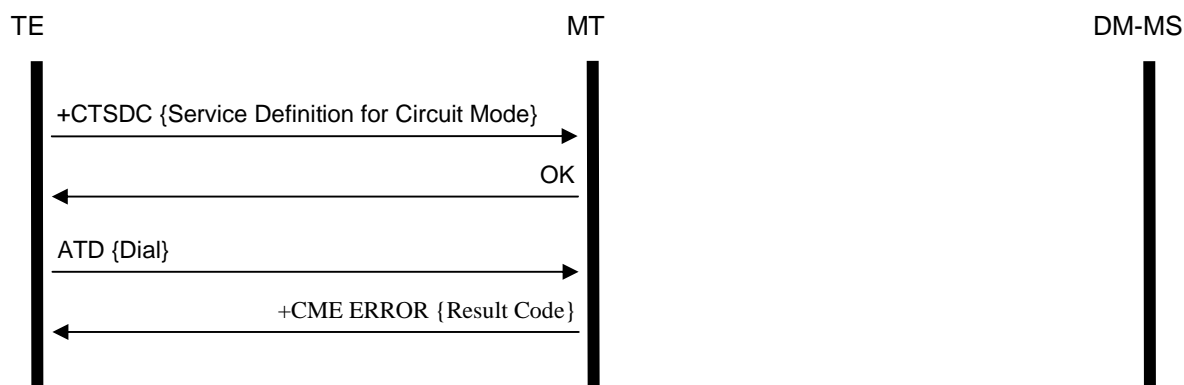 TE MT DM-MS
+CTSDC {Service Definition for Circuit Mode}
OK
ATD {Dial}
+CME ERROR {Result Code}